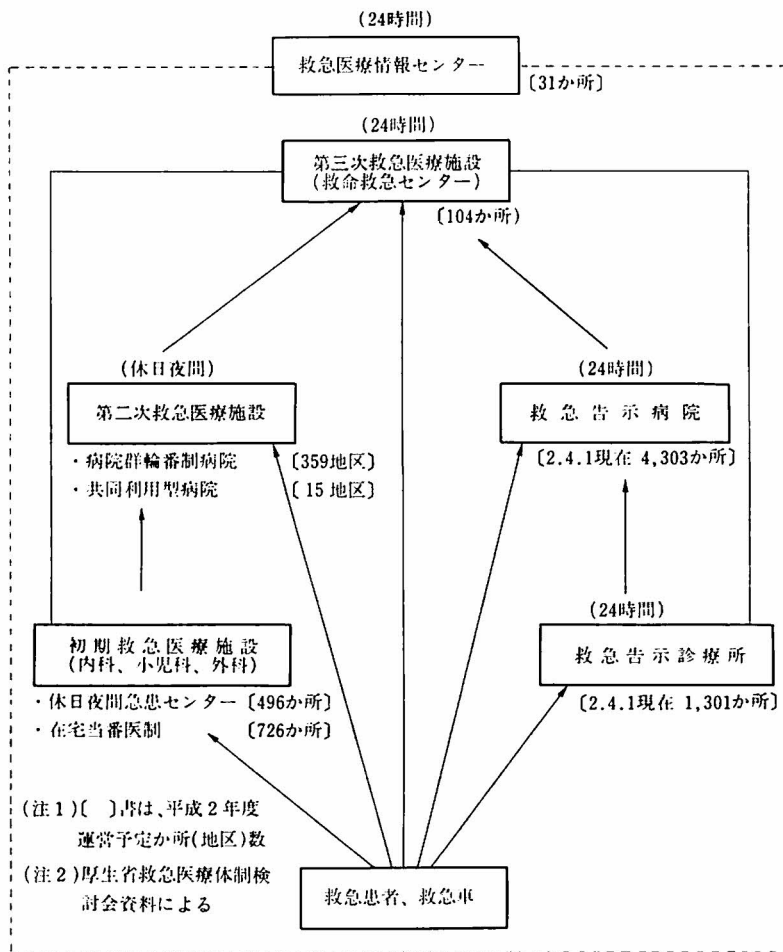 (24時間)
救急医療情報センター
〔31か所〕
(24時間)
第三次救急医療施設
(救命救急センター)
〔104か所〕
(休日夜間)
第二次救急医療施設
・病院群輪番制病院 〔359地区〕
・共同利用型病院 〔15地区〕
(24時間)
救急告示病院
〔2.4.1現在 4,303か所〕
初期救急医療施設
(内科、小児科、外科)
・休日夜間急患センター〔496か所〕
・在宅当番医制 〔726か所〕
(24時間)
救急告示診療所
〔2.4.1現在 1,301か所〕
(注1)〔 〕書は、平成2年度
運営予定か所(地区)数
(注2)厚生省救急医療体制検
討会資料による
救急患者、救急車